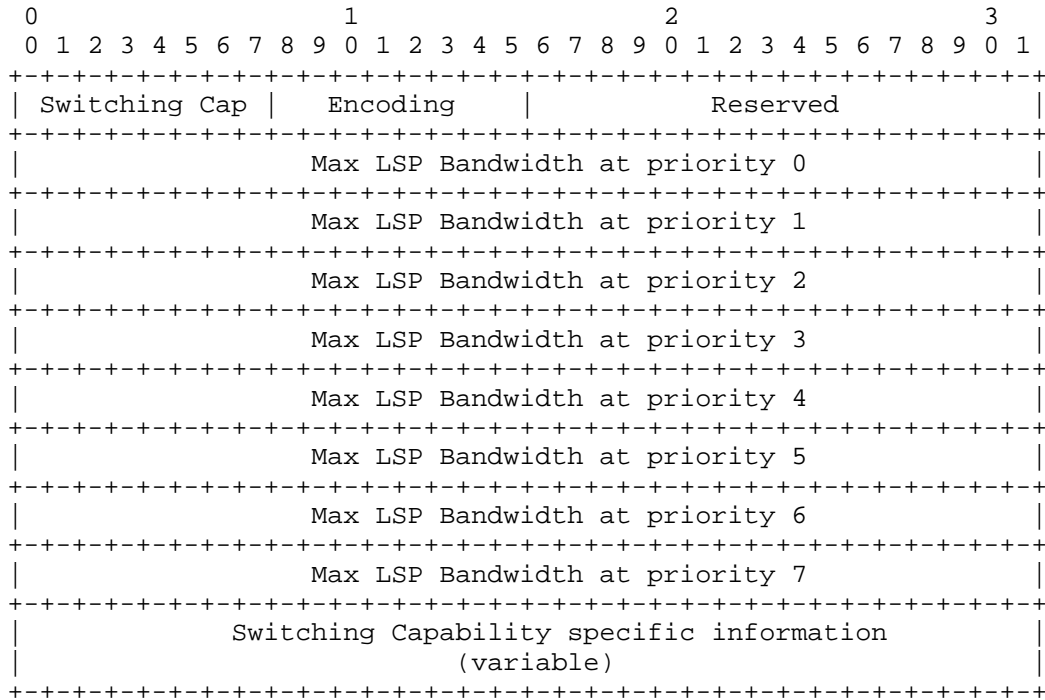 0                   1                   2                   3
 0 1 2 3 4 5 6 7 8 9 0 1 2 3 4 5 6 7 8 9 0 1 2 3 4 5 6 7 8 9 0 1
+-+-+-+-+-+-+-+-+-+-+-+-+-+-+-+-+-+-+-+-+-+-+-+-+-+-+-+-+-+-+-+-+
| Switching Cap |   Encoding    |           Reserved            |
+-+-+-+-+-+-+-+-+-+-+-+-+-+-+-+-+-+-+-+-+-+-+-+-+-+-+-+-+-+-+-+-+
|                  Max LSP Bandwidth at priority 0              |
+-+-+-+-+-+-+-+-+-+-+-+-+-+-+-+-+-+-+-+-+-+-+-+-+-+-+-+-+-+-+-+-+
|                  Max LSP Bandwidth at priority 1              |
+-+-+-+-+-+-+-+-+-+-+-+-+-+-+-+-+-+-+-+-+-+-+-+-+-+-+-+-+-+-+-+-+
|                  Max LSP Bandwidth at priority 2              |
+-+-+-+-+-+-+-+-+-+-+-+-+-+-+-+-+-+-+-+-+-+-+-+-+-+-+-+-+-+-+-+-+
|                  Max LSP Bandwidth at priority 3              |
+-+-+-+-+-+-+-+-+-+-+-+-+-+-+-+-+-+-+-+-+-+-+-+-+-+-+-+-+-+-+-+-+
|                  Max LSP Bandwidth at priority 4              |
+-+-+-+-+-+-+-+-+-+-+-+-+-+-+-+-+-+-+-+-+-+-+-+-+-+-+-+-+-+-+-+-+
|                  Max LSP Bandwidth at priority 5              |
+-+-+-+-+-+-+-+-+-+-+-+-+-+-+-+-+-+-+-+-+-+-+-+-+-+-+-+-+-+-+-+-+
|                  Max LSP Bandwidth at priority 6              |
+-+-+-+-+-+-+-+-+-+-+-+-+-+-+-+-+-+-+-+-+-+-+-+-+-+-+-+-+-+-+-+-+
|                  Max LSP Bandwidth at priority 7              |
+-+-+-+-+-+-+-+-+-+-+-+-+-+-+-+-+-+-+-+-+-+-+-+-+-+-+-+-+-+-+-+-+
|             Switching Capability specific information         |
|                           (variable)                          |
+-+-+-+-+-+-+-+-+-+-+-+-+-+-+-+-+-+-+-+-+-+-+-+-+-+-+-+-+-+-+-+-+